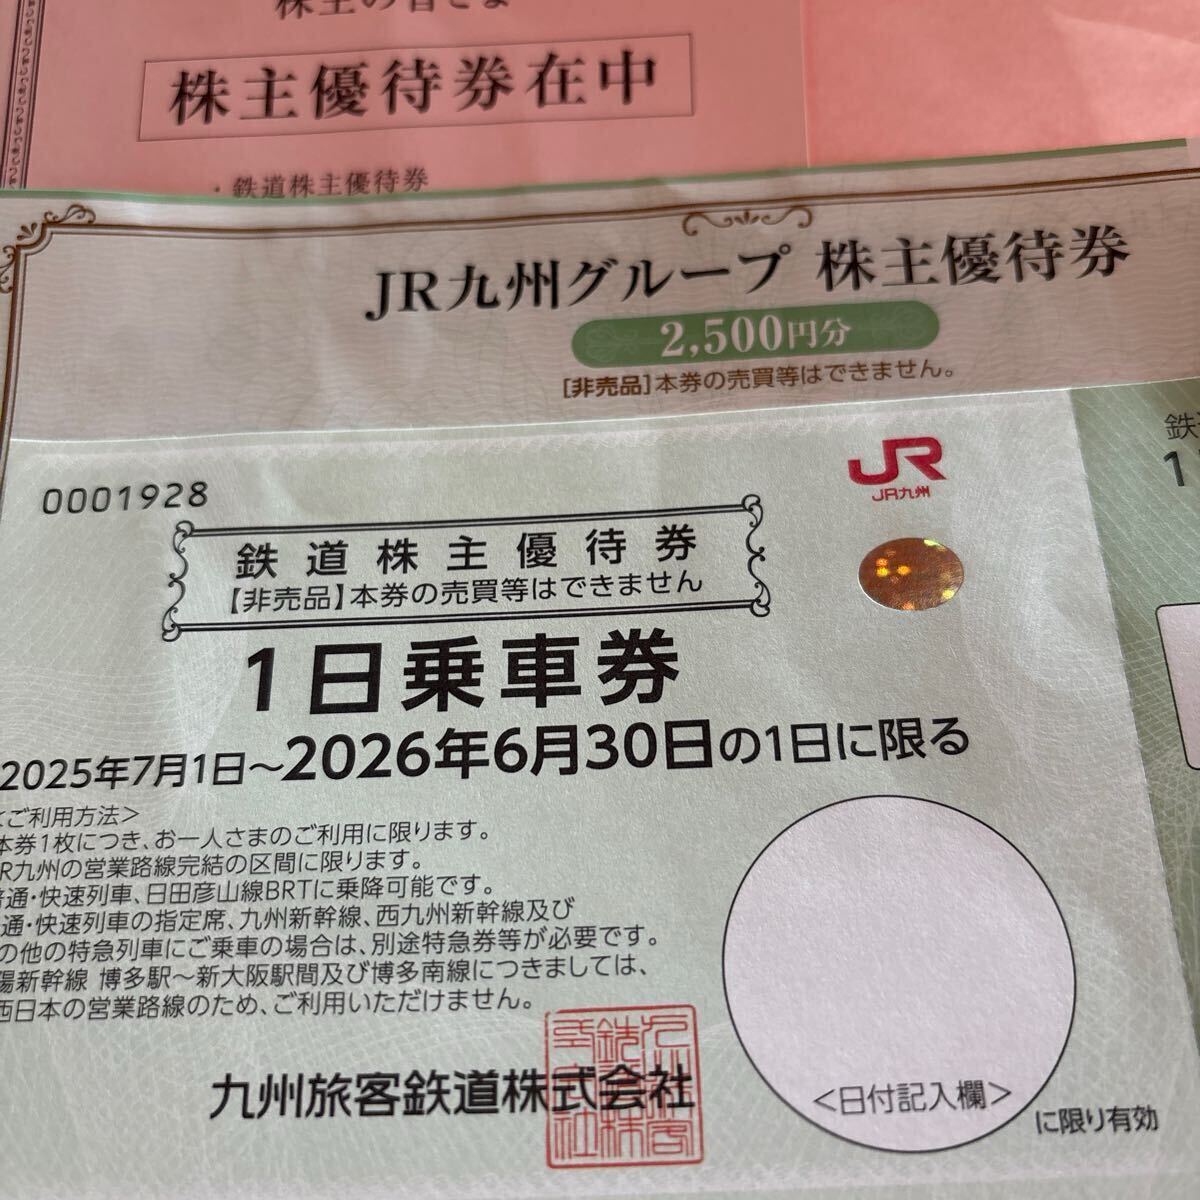 株主の皆さま
株主優待券在中
・鉄道株主優待券
JR九州グループ 株主優待券
2,500円分
[非売品]本券の売買等はできません。
JR
JR九州
0001928
鉄道株主優待券
【非売品】本券の売買等はできません
1日乗車券
2025年7月1日～2026年6月30日の1日に限る
ご利用方法＞
本券1枚につき、お一人さまのご利用に限ります。
R九州の営業路線完結の区間に限ります。
普通・快速列車、日田彦山線BRTに乗降可能です。
通・快速列車の指定席、九州新幹線、西九州新幹線及び
の他の特急列車にご乗車の場合は、別途特急券等が必要です。
陽新幹線 博多駅～新大阪駅間及び博多南線につきましては、
西日本の営業路線のため、ご利用いただけません。
九州旅客鉄道株式会社
＜日付記入欄＞
に限り有効
鉄
1